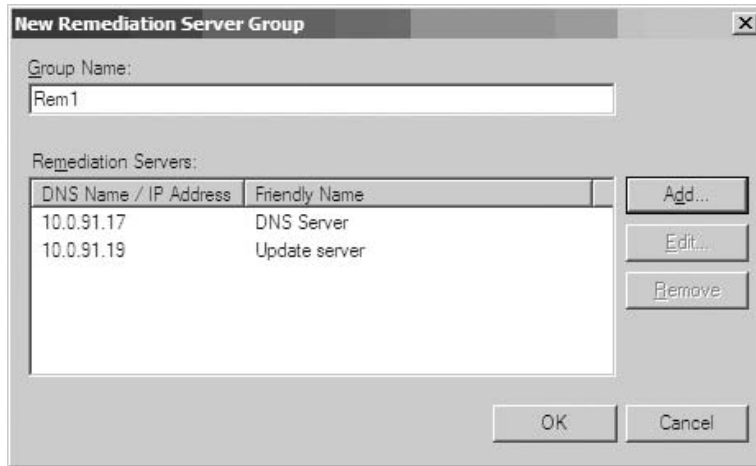 New Remediation Server Group
Group Name:
Rem1
Remediation Servers:
DNS Name / IP Address Friendly Name
10.0.91.17 DNS Server
10.0.91.19 Update server
Add...
Edit...
Remove
OK Cancel